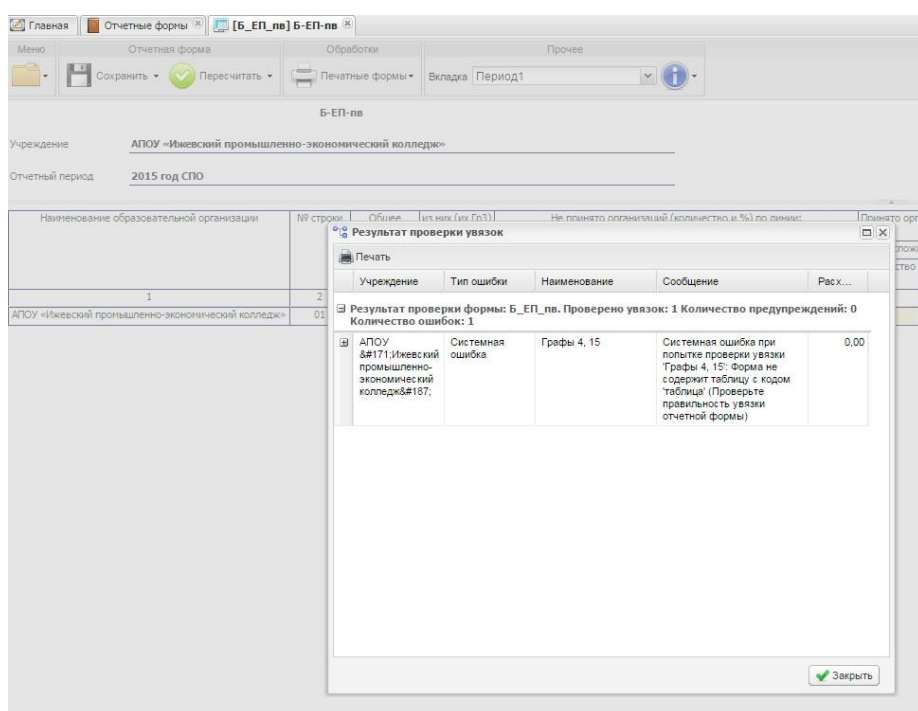 Главная
Отчетные формы
[Б_ЕП_пв] Б-ЕП-пв
Меню
Отчетная форма
Обработки
Прочее
Сохранить
Пересчитать
Печатные формы
Вкладка Период1
Б-ЕП-пв
Учреждение АПОУ «Ижевский промышленно-экономический колледж»
Отчетный период 2015 год СПО
Наименование образовательной организации
№ строки
Общее
из них (их Гр3)
Не принято организаций (количество и %) по линии:
1
2
АПОУ «Ижевский промышленно-экономический колледж»
01
Результат проверки увязок
Печать
Учреждение Тип ошибки Наименование Сообщение Расх...
Результат проверки формы: Б_ЕП_пв. Проверено увязок: 1 Количество предупреждений: 0
Количество ошибок: 1
АПОУ Системная Графы 4, 15 Системная ошибка при 0,00
&#171;Ижевский ошибка попытке проверки увязки
промышленно- 'Графы 4, 15': Форма не
экономический содержит таблицу с кодом
колледж&#187; 'таблица' (Проверьте
правильность увязки
отчетной формы)
Закрыть